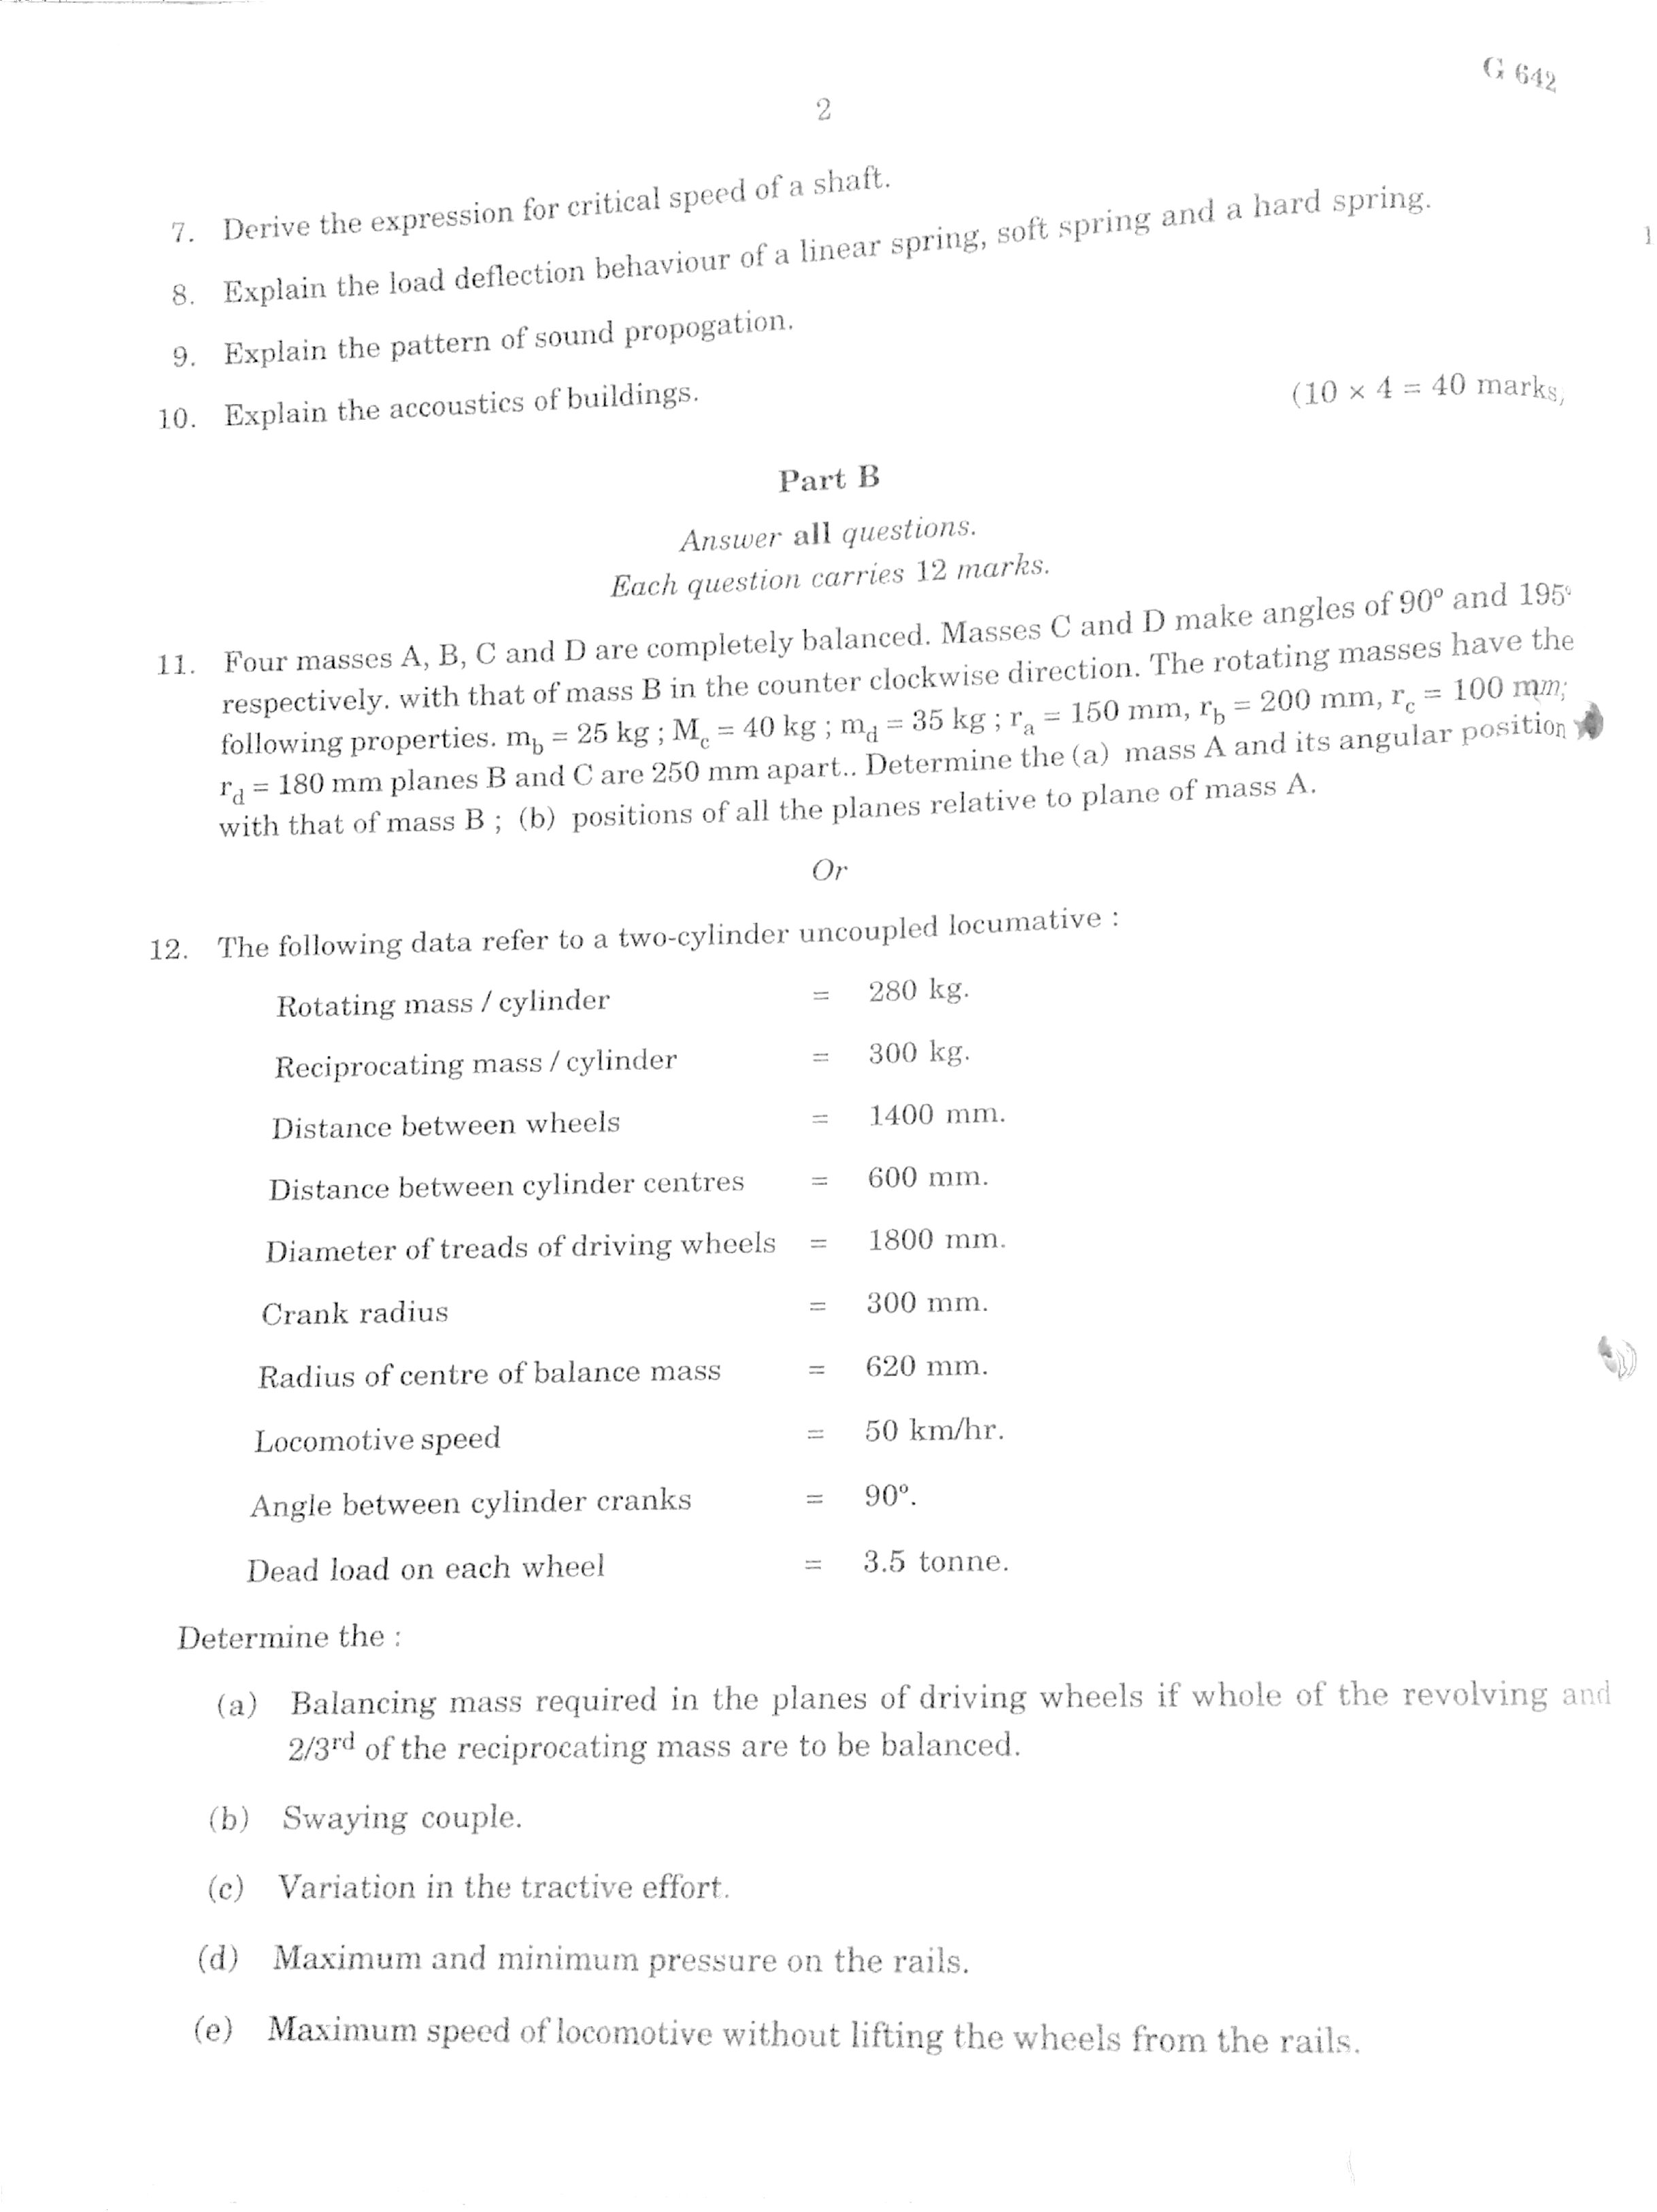 G 642
2
7. Derive the expression for critical speed of a shaft.
8. Explain the load deflection behaviour of a linear spring, soft spring and a hard spring.
9. Explain the pattern of sound propogation.
10. Explain the accoustics of buildings.
(10 × 4 = 40 marks,
Part B
Answer all questions.
Each question carries 12 marks.
11. Four masses A, B, C and D are completely balanced. Masses C and D make angles of 90° and 195°
respectively. with that of mass B in the counter clockwise direction. The rotating masses have the
following properties. m_b = 25 kg ; M_c = 40 kg ; m_d = 35 kg ; r_a = 150 mm, r_b = 200 mm, r_c = 100 mm;
r_d = 180 mm planes B and C are 250 mm apart.. Determine the (a) mass A and its angular position
with that of mass B ; (b) positions of all the planes relative to plane of mass A.
Or
12. The following data refer to a two-cylinder uncoupled locumative :
Rotating mass / cylinder = 280 kg.
Reciprocating mass / cylinder = 300 kg.
Distance between wheels = 1400 mm.
Distance between cylinder centres = 600 mm.
Diameter of treads of driving wheels = 1800 mm.
Crank radius = 300 mm.
Radius of centre of balance mass = 620 mm.
Locomotive speed = 50 km/hr.
Angle between cylinder cranks = 90°.
Dead load on each wheel = 3.5 tonne.
Determine the :
(a) Balancing mass required in the planes of driving wheels if whole of the revolving and
2/3rd of the reciprocating mass are to be balanced.
(b) Swaying couple.
(c) Variation in the tractive effort.
(d) Maximum and minimum pressure on the rails.
(e) Maximum speed of locomotive without lifting the wheels from the rails.